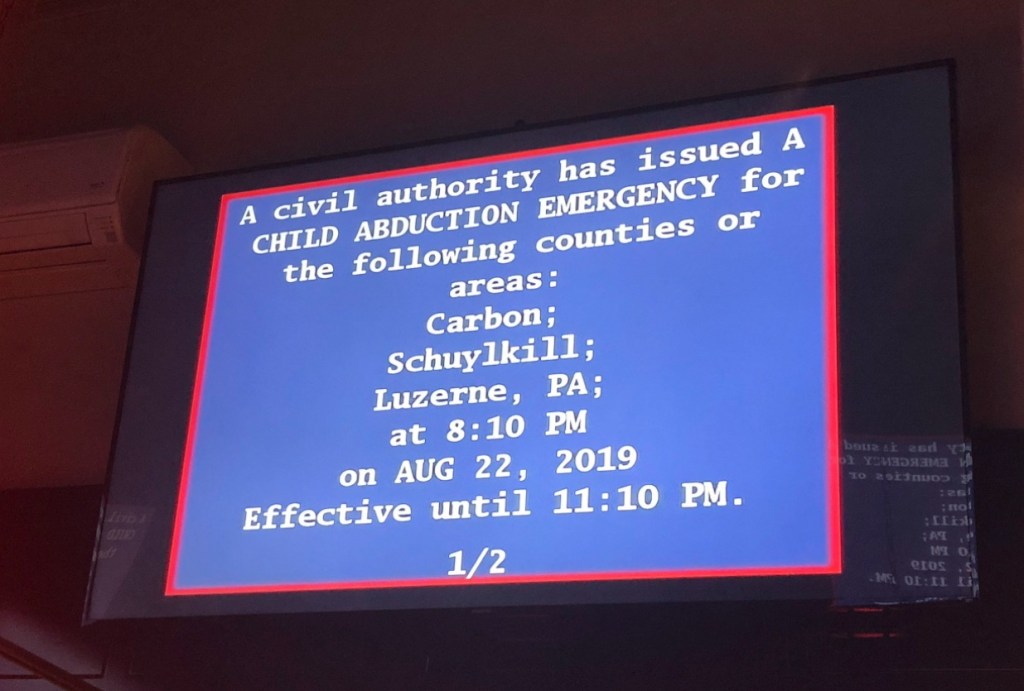 A civil authority has issued A
CHILD ABDUCTION EMERGENCY for
the following counties or
areas:
Carbon;
Schuylkill;
Luzerne, PA;
at 8:10 PM
on AUG 22, 2019
Effective until 11:10 PM.
1/2